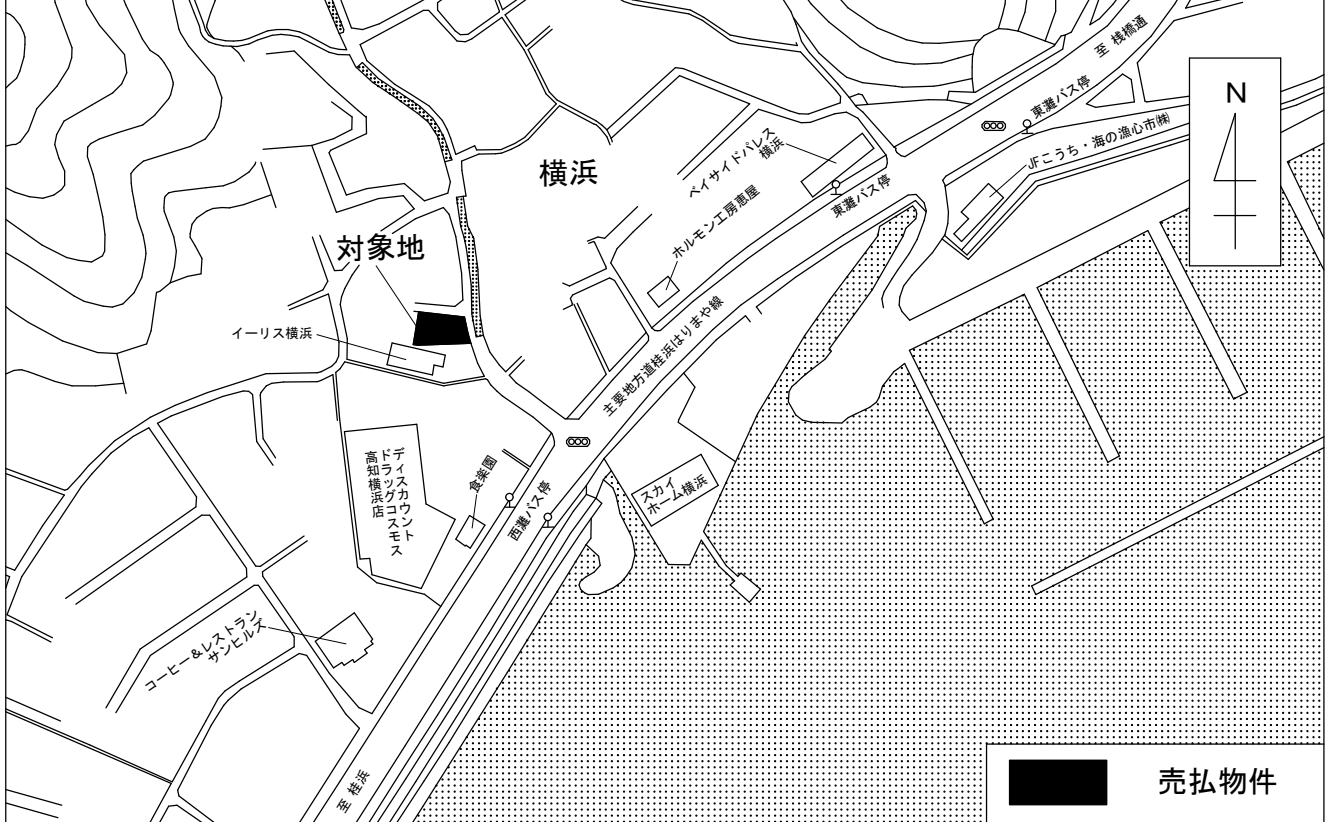 至 桟橋通
N
東灘バス停
JFこうち・海の漁心市㈱
ベイサイドパレス
横浜
横浜
東灘バス停
ホルモン工房恵屋
対象地
イーリス横浜
主要地方道桂浜はりまや線
ディスカウント
ドラッグコスモス
高知横浜店
食楽園
スカイ
ホーム横浜
西灘バス停
コーヒー&レストラン
サンヒルズ
至 桂浜
売払物件